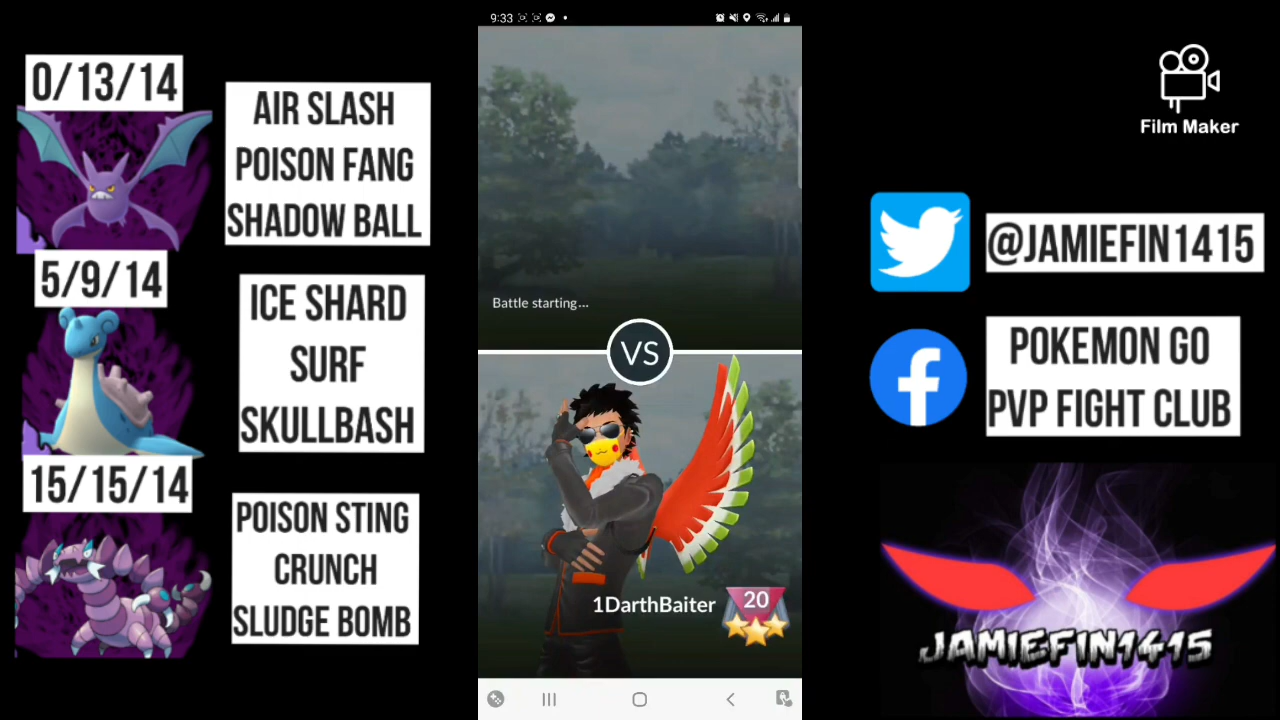 0/13/14
AIR SLASH
POISON FANG
SHADOW BALL
5/9/14
ICE SHARD
SURF
SKULLBASH
15/15/14
POISON STING
CRUNCH
SLUDGE BOMB
9:33
Battle starting...
VS
1DarthBaiter
20
Film Maker
@JAMIEFIN1415
f
POKEMON GO
PVP FIGHT CLUB
JAMIEFIN1415